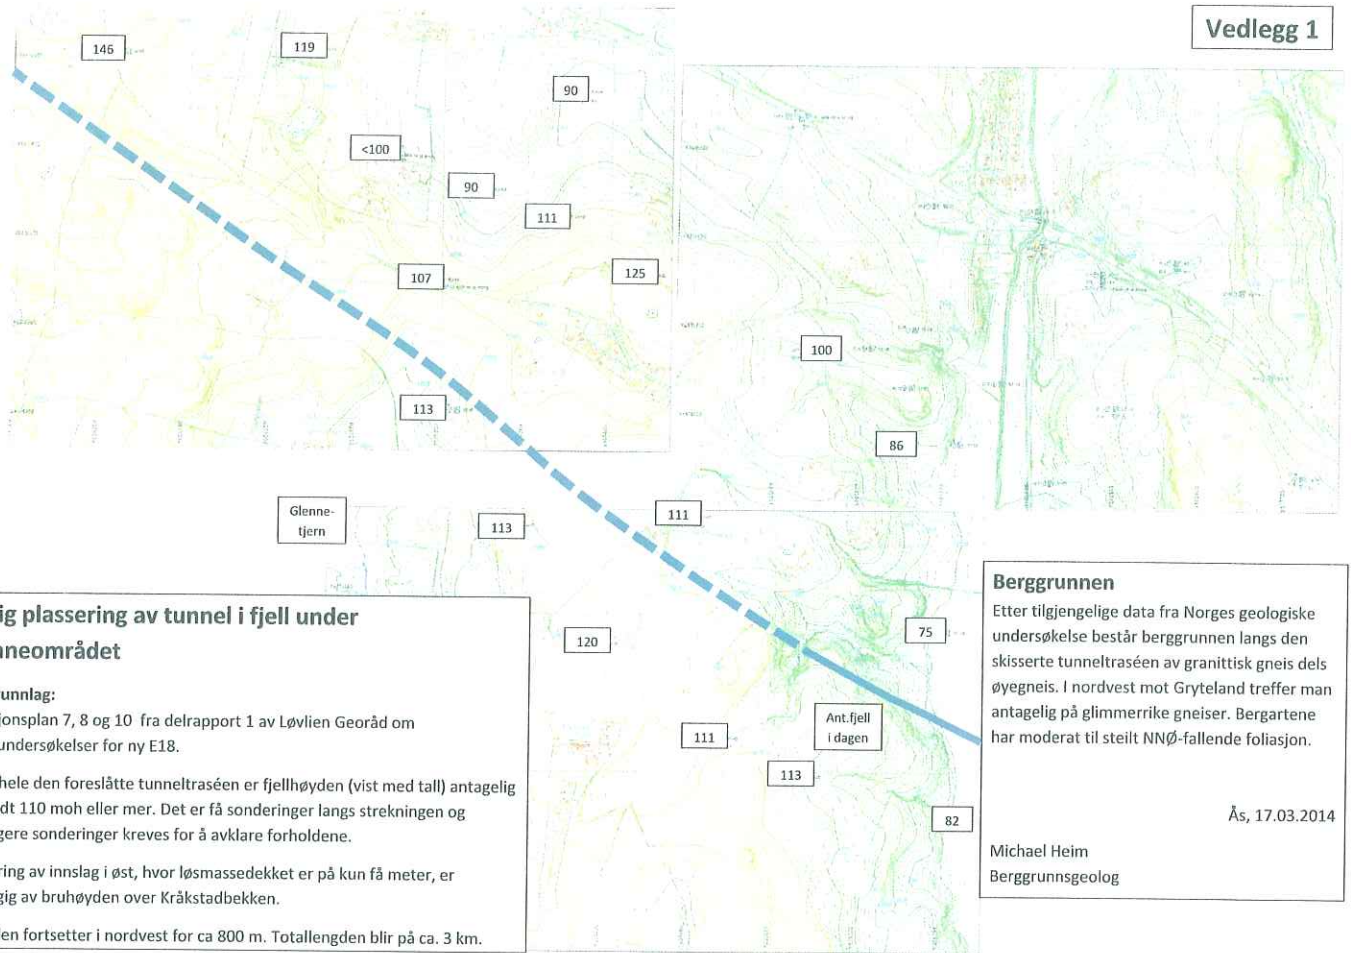 Vedlegg 1
146
119
90
<100
90
111
107
125
100
113
86
Glenne-
tjern
113
111
120
75
111
Ant.fjell
i dagen
113
82
ig plassering av tunnel i fjell under
neområdet
unnlag:
jonsplan 7, 8 og 10 fra delrapport 1 av Løvlien Georåd om
undersøkelser for ny E18.
hele den foreslåtte tunneltraséen er fjellhøyden (vist med tall) antagelig
dt 110 moh eller mer. Det er få sonderinger langs strekningen og
gere sonderinger kreves for å avklare forholdene.
ring av innslag i øst, hvor løsmassedekket er på kun få meter, er
gig av bruhøyden over Kråkstadbekken.
en fortsetter i nordvest for ca 800 m. Totallengden blir på ca. 3 km.
Berggrunnen
Etter tilgjengelige data fra Norges geologiske
undersøkelse består berggrunnen langs den
skisserte tunneltraséen av granittisk gneis dels
øyegneis. I nordvest mot Gryteland treffer man
antagelig på glimmerrike gneiser. Bergartene
har moderat til steilt NNØ-fallende foliasjon.
Ås, 17.03.2014
Michael Heim
Berggrunnsgeolog